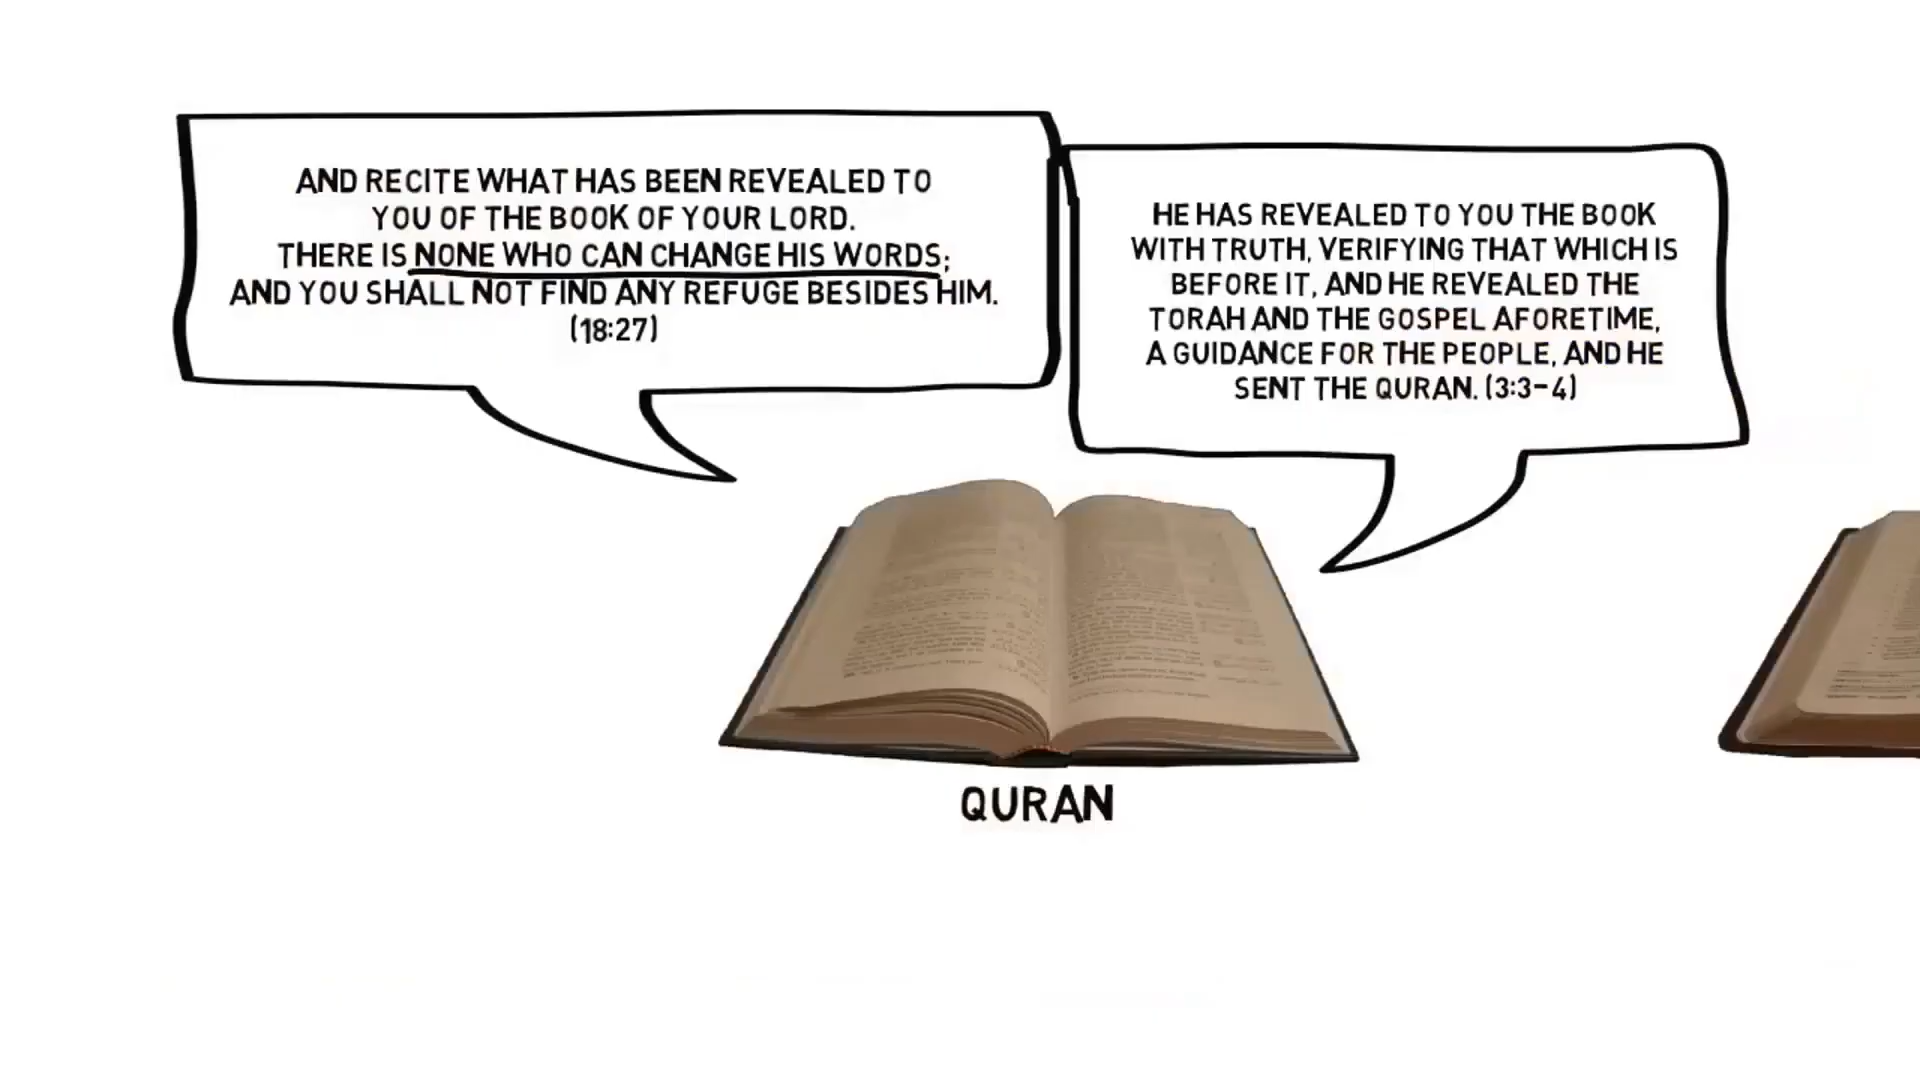 AND RECITE WHAT HAS BEEN REVEALED TO
YOU OF THE BOOK OF YOUR LORD.
THERE IS NONE WHO CAN CHANGE HIS WORDS;
AND YOU SHALL NOT FIND ANY REFUGE BESIDES HIM.
(18:27)
HE HAS REVEALED TO YOU THE BOOK
WITH TRUTH, VERIFYING THAT WHICH IS
BEFORE IT, AND HE REVEALED THE
TORAH AND THE GOSPEL AFORETIME,
A GUIDANCE FOR THE PEOPLE, AND HE
SENT THE QURAN. (3:3-4)
QURAN